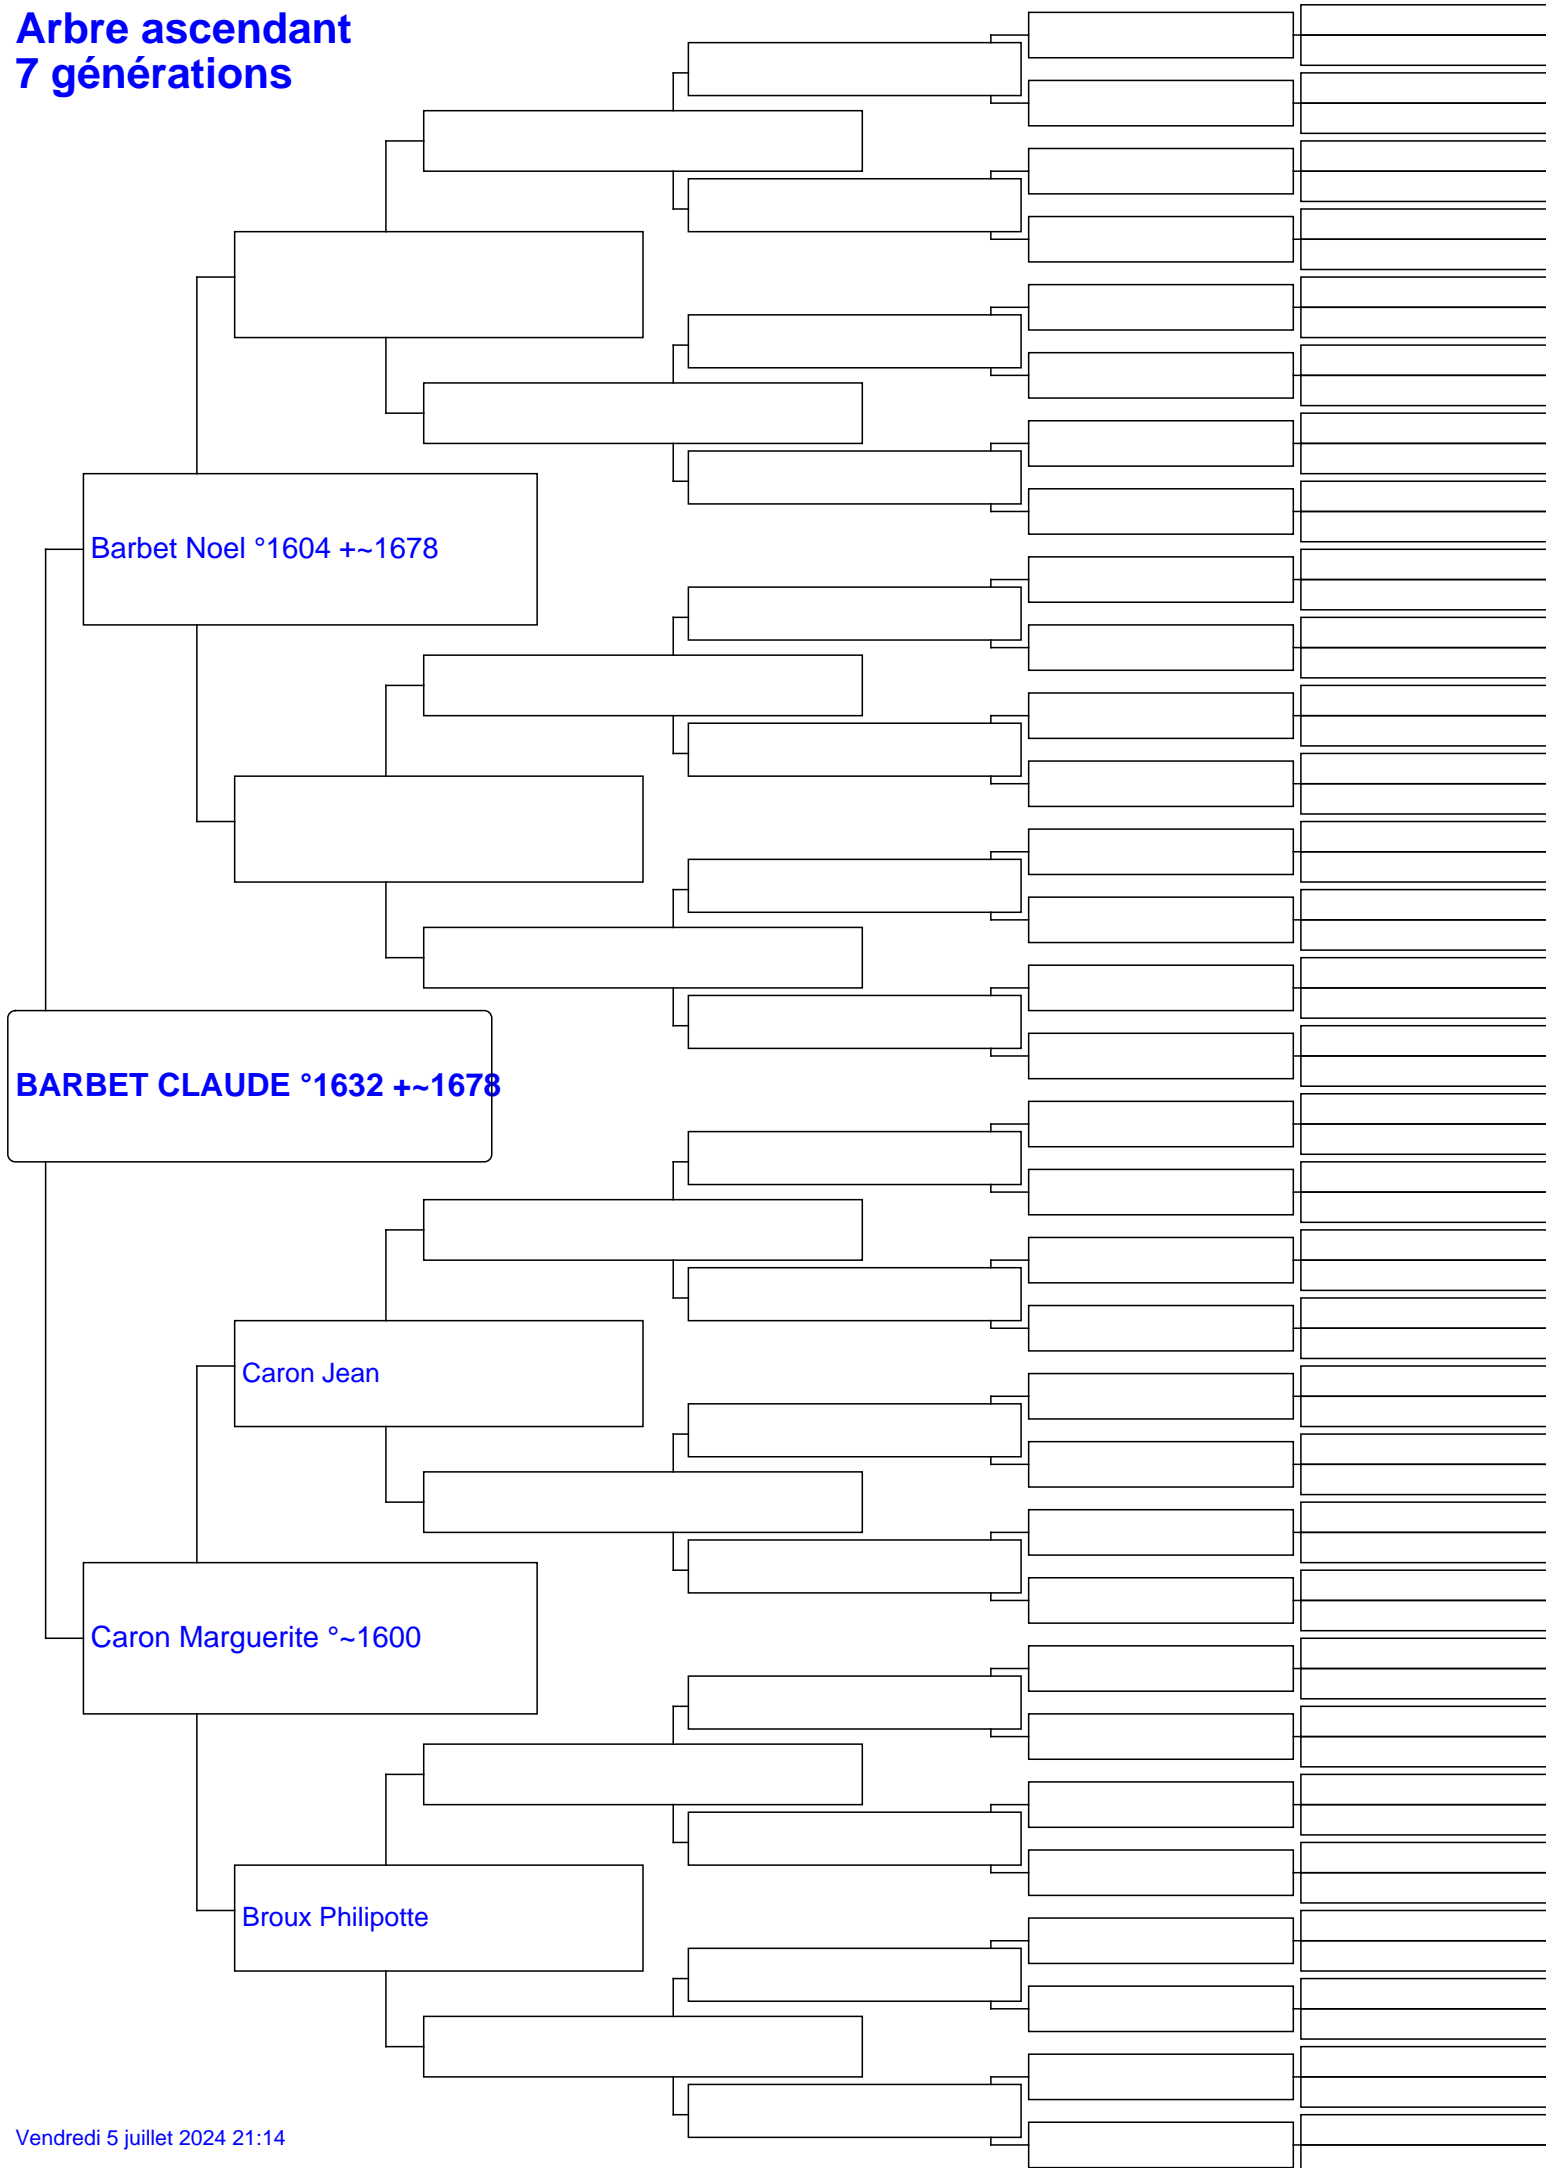 Arbre ascendant
7 générations
Barbet Noel °1604 +~1678
BARBET CLAUDE °1632 +~1678
Caron Jean
Caron Marguerite °~1600
Broux Philipotte
Vendredi 5 juillet 2024 21:14